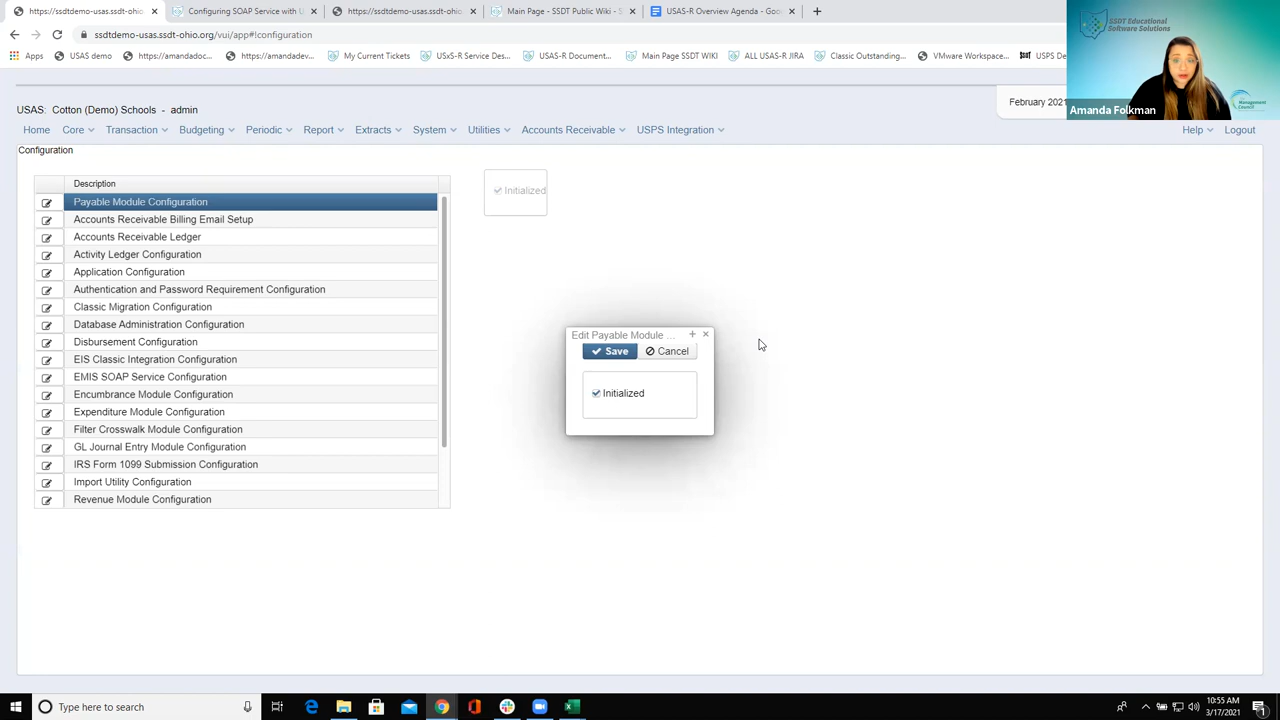 https://ssdtdemo-usas.ssdt-ohio
Configuring SOAP Service with U
https://ssdtdemo-usas.ssdt-ohio
Main Page - SSDT Public Wiki - S
USAS-R Overview Agenda - Goo
ssdtdemo-usas.ssdt-ohio.org/vui/app#!configuration
Apps
USAS demo
https://amandadoc...
https://amandadev...
My Current Tickets
USxS-R Service Des...
USAS-R Document...
Main Page SSDT WIKI
ALL USAS-R JIRA
Classic Outstanding...
VMware Workspace...
USPS De
SSDT Educational
Software Solutions
Management
Council
Amanda Folkman
USAS: Cotton (Demo) Schools - admin
February 2021
Home
Core
Transaction
Budgeting
Periodic
Report
Extracts
System
Utilities
Accounts Receivable
USPS Integration
Help
Logout
Configuration
Description
Payable Module Configuration
Accounts Receivable Billing Email Setup
Accounts Receivable Ledger
Activity Ledger Configuration
Application Configuration
Authentication and Password Requirement Configuration
Classic Migration Configuration
Database Administration Configuration
Disbursement Configuration
EIS Classic Integration Configuration
EMIS SOAP Service Configuration
Encumbrance Module Configuration
Expenditure Module Configuration
Filter Crosswalk Module Configuration
GL Journal Entry Module Configuration
IRS Form 1099 Submission Configuration
Import Utility Configuration
Revenue Module Configuration
Initialized
Edit Payable Module ...
Save
Cancel
Initialized
Type here to search
10:55 AM
3/17/2021
1